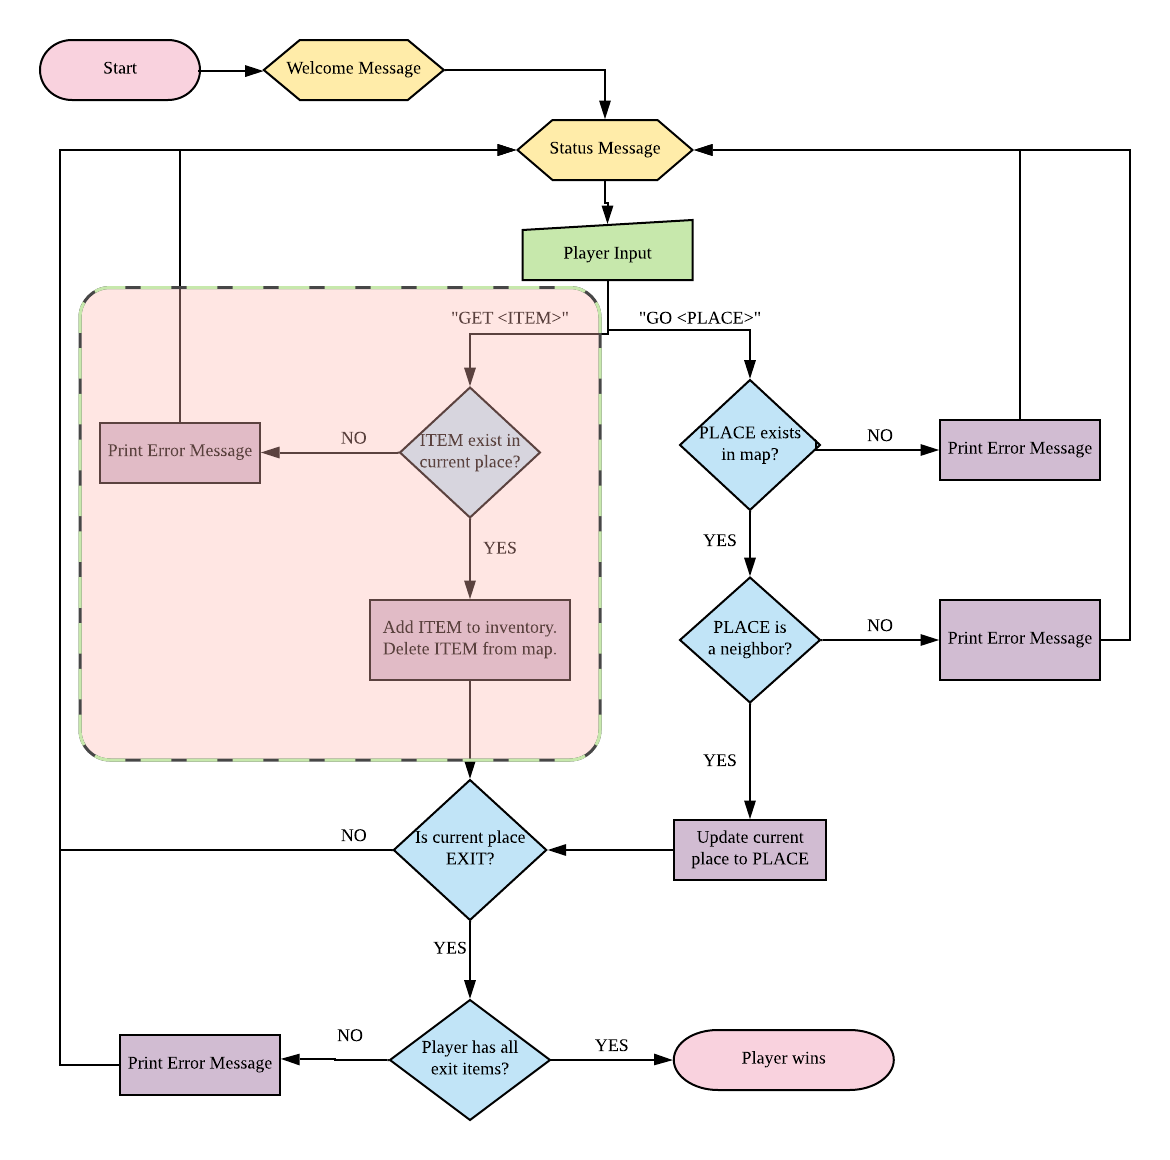 Start
Welcome Message
Status Message
Player Input
"GET <ITEM>"
"GO <PLACE>"
Print Error Message
NO
ITEM exist in
current place?
PLACE exists
in map?
NO
Print Error Message
YES
YES
Add ITEM to inventory.
Delete ITEM from map.
PLACE is
a neighbor?
NO
Print Error Message
YES
NO
Is current place
EXIT?
Update current
place to PLACE
YES
Print Error Message
NO
Player has all
exit items?
YES
Player wins